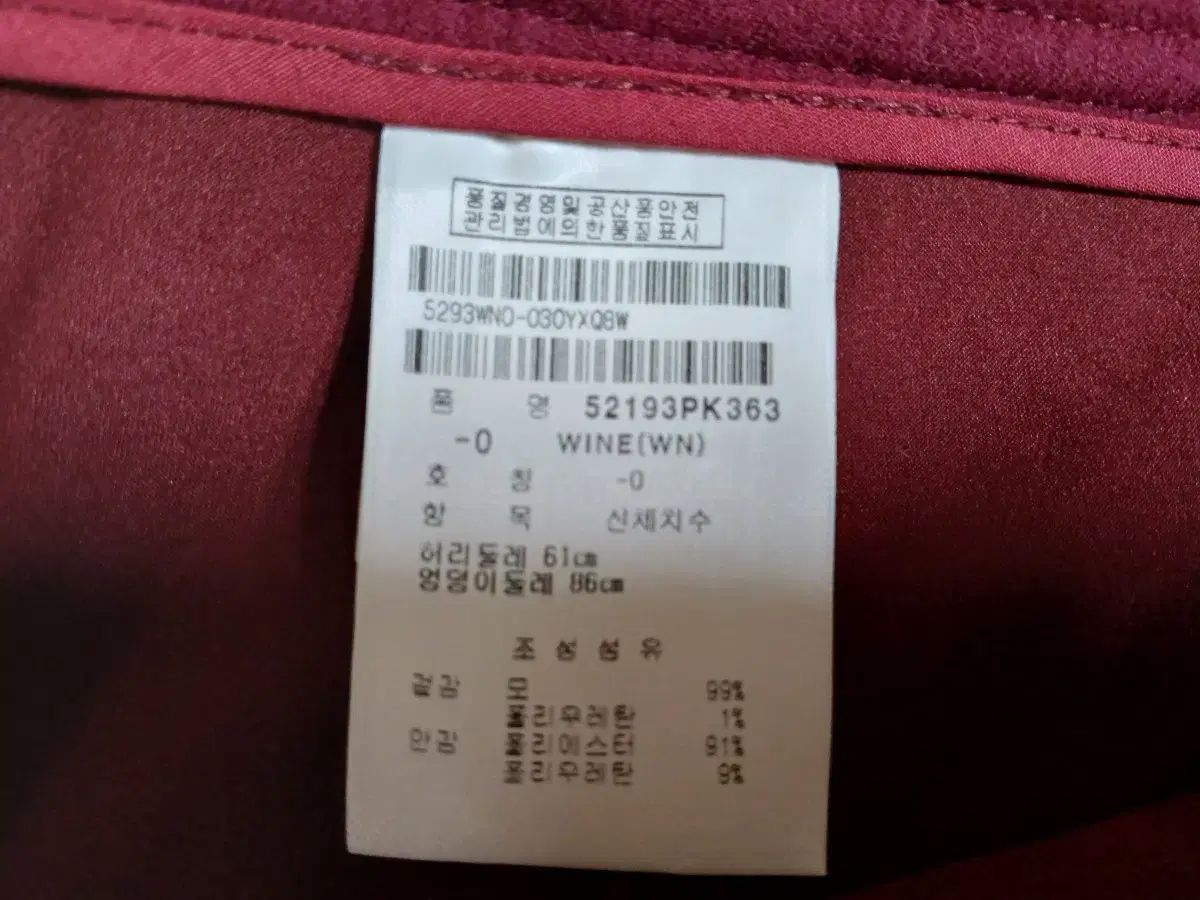 품질경영및공산품안전
관리법에의한품질표시
5293WN0-030YXQ8W
품 명 52193PK363
-0 WINE(WN)
호 칭 -0
항 목 신체치수
허리둘레 61cm
엉덩이둘레 86cm
조성섬유
겉감 모 99%
폴리우레탄 1%
안감 폴리에스터 91%
폴리우레탄 9%